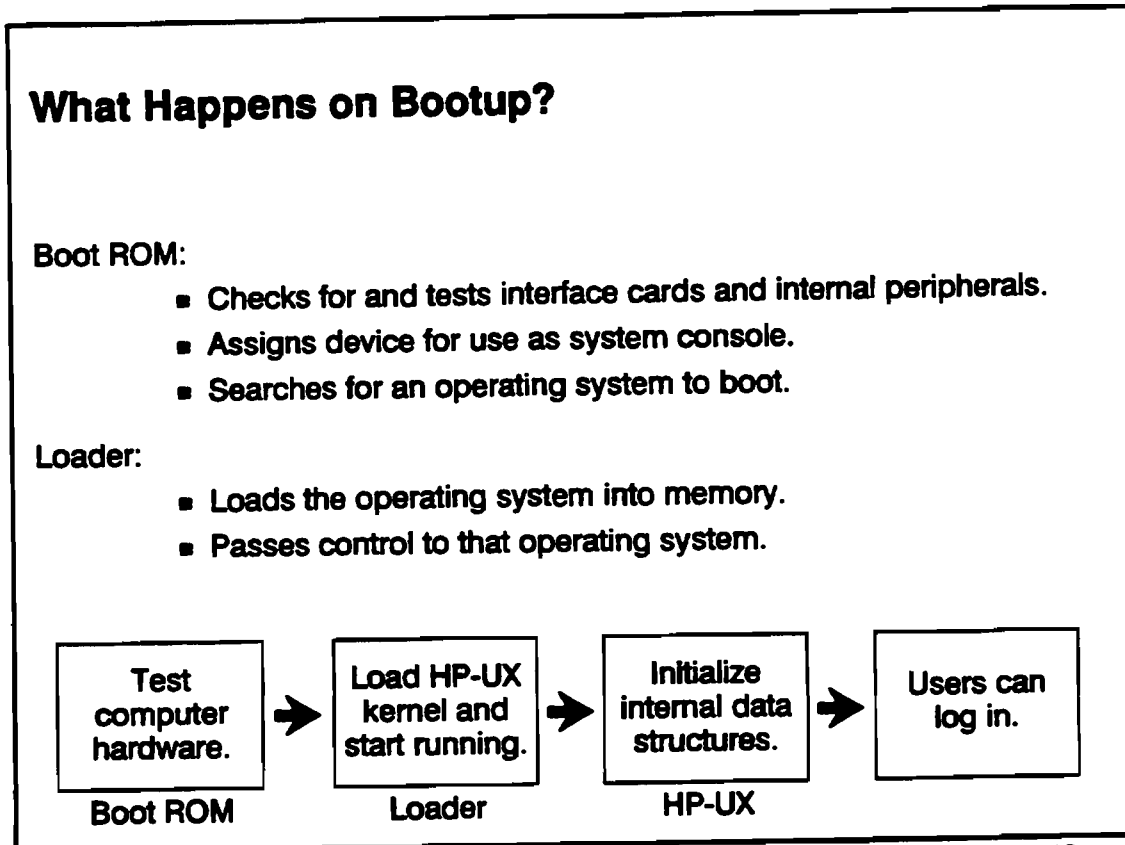 What Happens on Bootup?
Boot ROM:
▪ Checks for and tests interface cards and internal peripherals.
▪ Assigns device for use as system console.
▪ Searches for an operating system to boot.
Loader:
▪ Loads the operating system into memory.
▪ Passes control to that operating system.
Test
computer
hardware.
Boot ROM
Load HP-UX
kernel and
start running.
Loader
Initialize
internal data
structures.
HP-UX
Users can
log in.